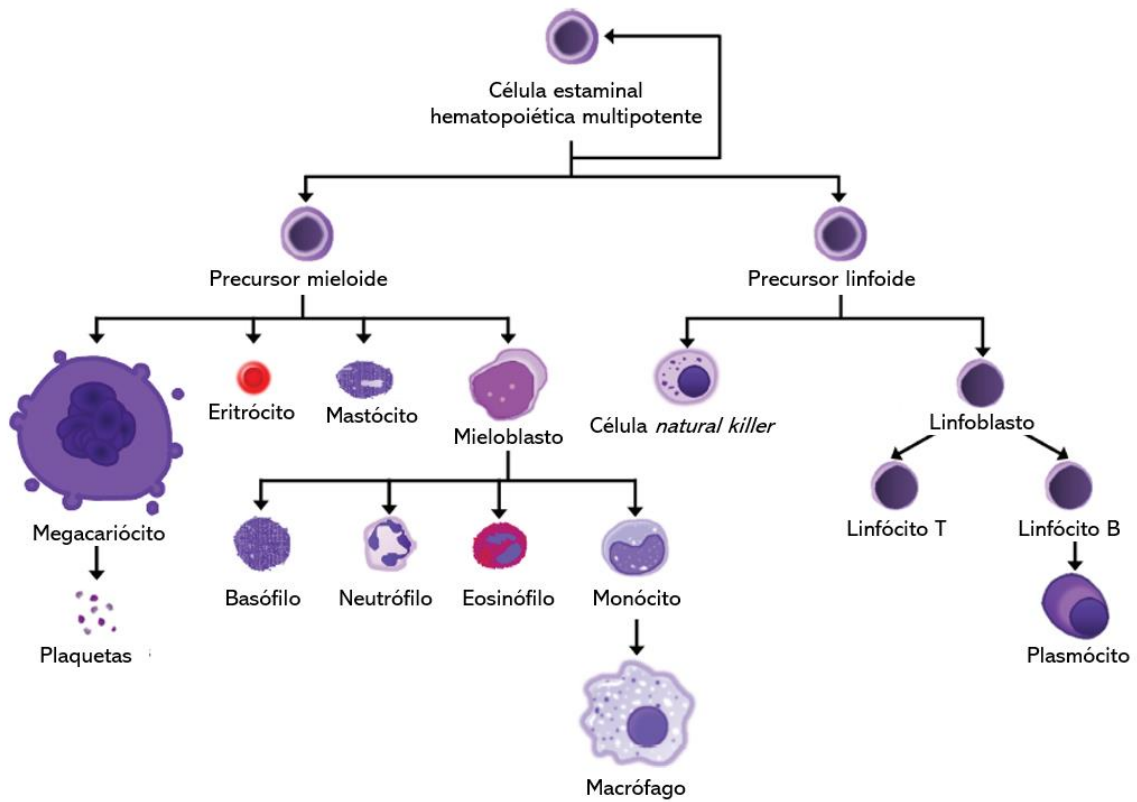 Célula estaminal
hematopoiética multipotente
Precursor mieloide
Precursor linfoide
Eritrócito
Mastócito
Mieloblasto
Célula natural killer
Linfoblasto
Megacariócito
Linfócito T
Linfócito B
Basófilo
Neutrófilo
Eosinófilo
Monócito
Plaquetas
Plasmócito
Macrófago